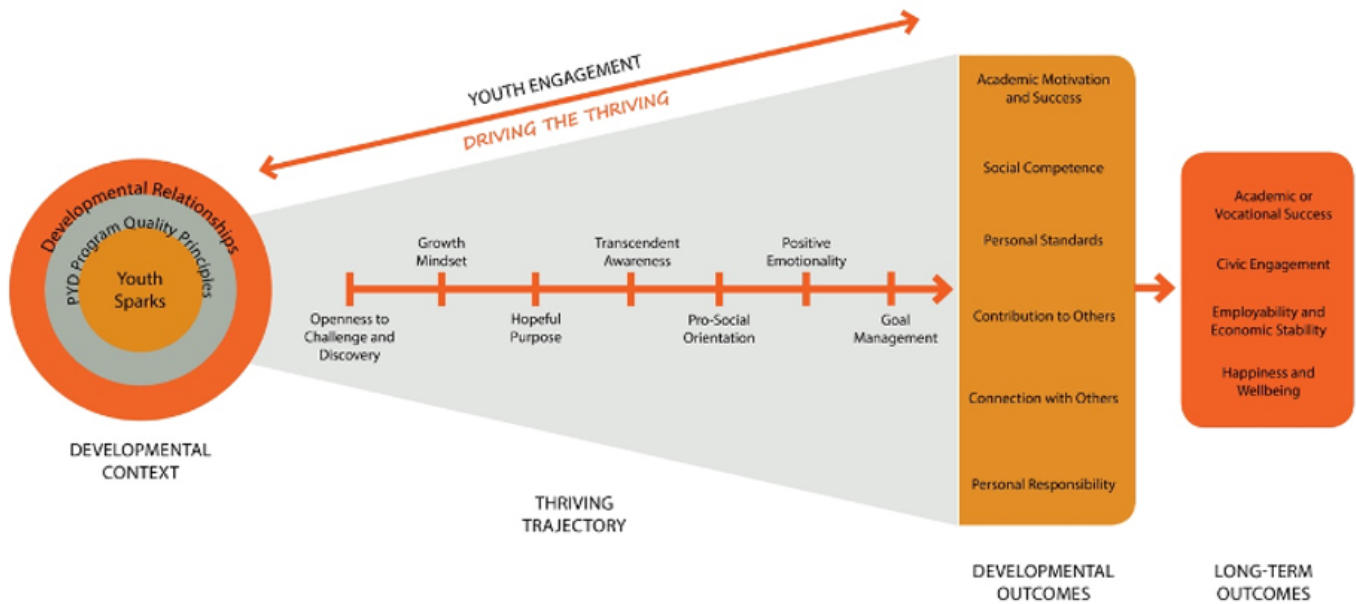 YOUTH ENGAGEMENT
DRIVING THE THRIVING
Developmental Relationships
PYD Program Quality Principles
Youth
Sparks
DEVELOPMENTAL
CONTEXT
Openness to
Challenge and
Discovery
Growth
Mindset
Hopeful
Purpose
Transcendent
Awareness
Pro-Social
Orientation
Positive
Emotionality
Goal
Management
THRIVING
TRAJECTORY
Academic Motivation
and Success
Social Competence
Personal Standards
Contribution to Others
Connection with Others
Personal Responsibility
DEVELOPMENTAL
OUTCOMES
Academic or
Vocational Success
Civic Engagement
Employability and
Economic Stability
Happiness and
Wellbeing
LONG-TERM
OUTCOMES